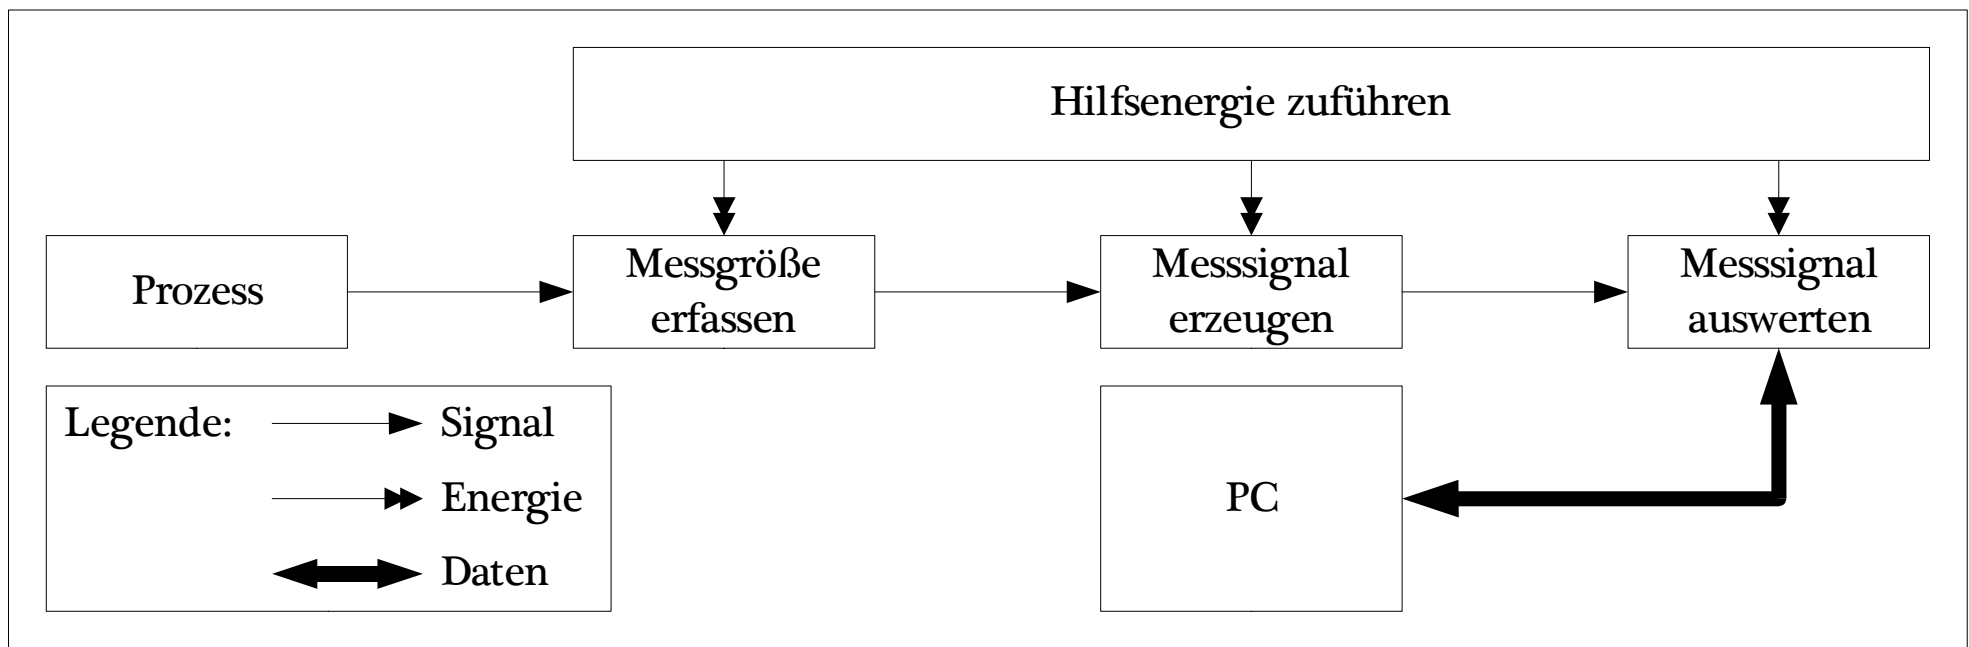 Hilfsenergie zuführen
Prozess
Messgröße
erfassen
Messsignal
erzeugen
Messsignal
auswerten
Legende:
Signal
Energie
Daten
PC